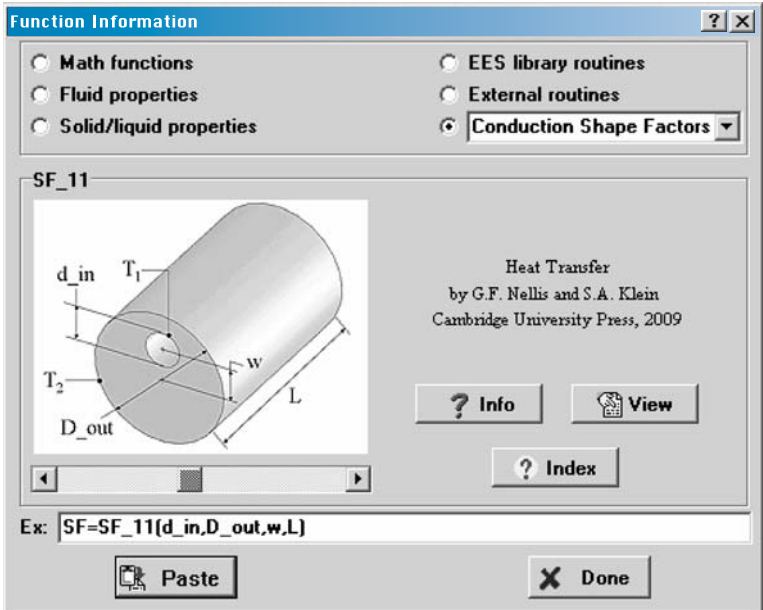 Function Information
Math functions
EES library routines
Fluid properties
External routines
Solid/liquid properties
Conduction Shape Factors
SF_11
d_in
T1
T2
D_out
w
L
Heat Transfer
by G.F. Nellis and S.A. Klein
Cambridge University Press, 2009
? Info
View
? Index
Ex: SF=SF_11(d_in,D_out,w,L)
Paste
Done